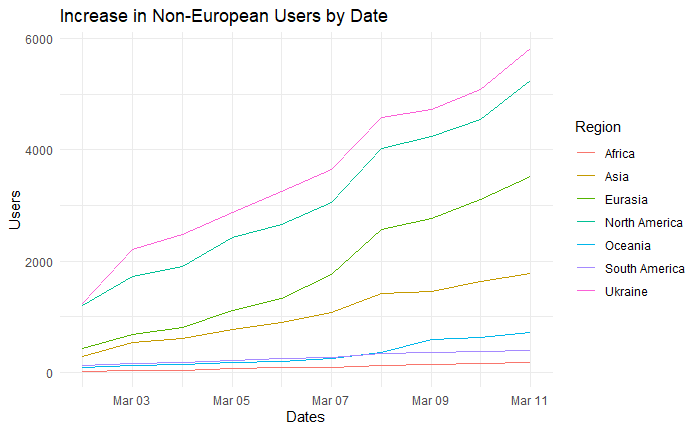 Increase in Non-European Users by Date
6000
4000
2000
0
Users
Mar 03
Mar 05
Mar 07
Mar 09
Mar 11
Dates
Region
Africa
Asia
Eurasia
North America
Oceania
South America
Ukraine